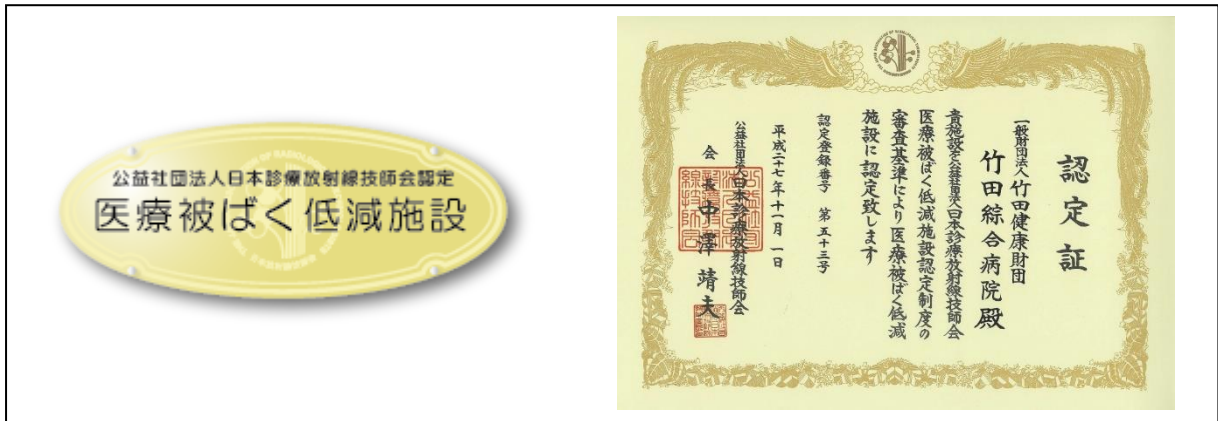 公益社団法人日本診療放射線技師会認定
医療被ばく低減施設
認定証
一般財団法人竹田健康財団
竹田綜合病院殿
貴施設を公益社団法人日本診療放射線技師会
医療被ばく低減施設認定制度の
審査基準により医療被ばく低減
施設に認定致します
認定登録番号 第五十三号
平成二十七年十一月一日
公益社団法人日本診療放射線技師会
会長中澤靖夫